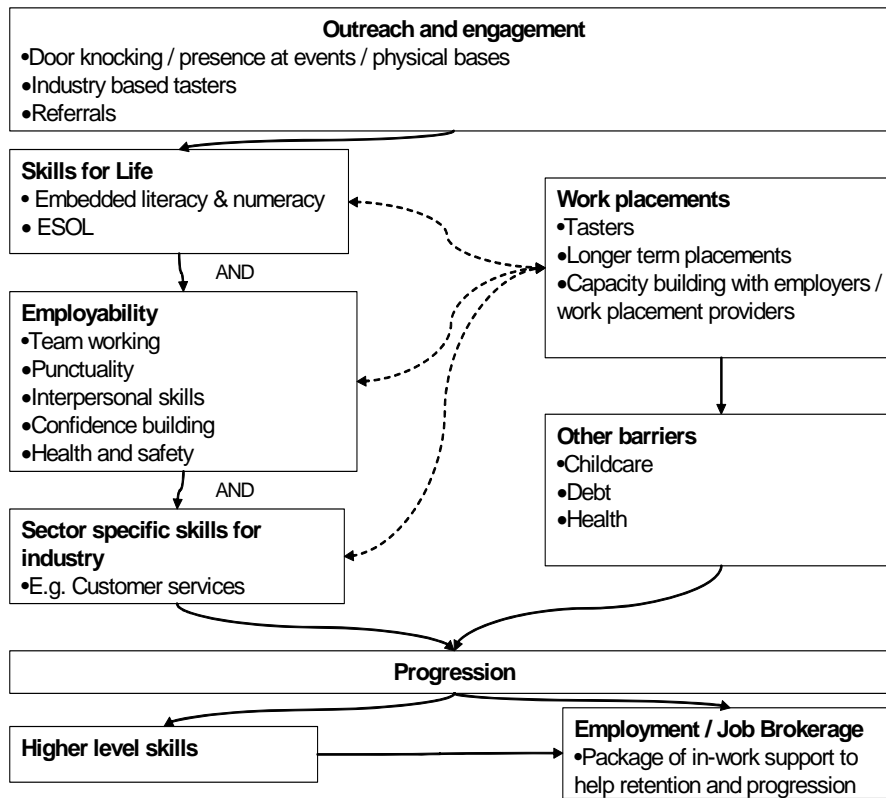 Outreach and engagement
•Door knocking / presence at events / physical bases
•Industry based tasters
•Referrals
Skills for Life
• Embedded literacy & numeracy
• ESOL
AND
Employability
•Team working
•Punctuality
•Interpersonal skills
•Confidence building
•Health and safety
AND
Sector specific skills for
industry
•E.g. Customer services
Work placements
•Tasters
•Longer term placements
•Capacity building with employers /
work placement providers
Other barriers
•Childcare
•Debt
•Health
Progression
Higher level skills
Employment / Job Brokerage
•Package of in-work support to
help retention and progression